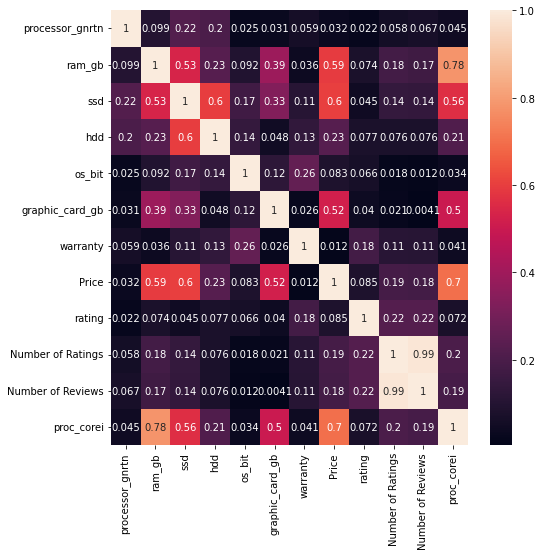 processor_gnrtn 1 0.099 0.22 0.2 0.025 0.031 0.059 0.032 0.022 0.058 0.067 0.045
ram_gb 0.099 1 0.53 0.23 0.092 0.39 0.036 0.59 0.074 0.18 0.17 0.78
ssd 0.22 0.53 1 0.6 0.17 0.33 0.11 0.6 0.045 0.14 0.14 0.56
hdd 0.2 0.23 0.6 1 0.14 0.048 0.13 0.23 0.077 0.076 0.076 0.21
os_bit 0.025 0.092 0.17 0.14 1 0.12 0.26 0.083 0.066 0.018 0.012 0.034
graphic_card_gb 0.031 0.39 0.33 0.048 0.12 1 0.026 0.52 0.04 0.021 0.0041 0.5
warranty 0.059 0.036 0.11 0.13 0.26 0.026 1 0.012 0.18 0.11 0.11 0.041
Price 0.032 0.59 0.6 0.23 0.083 0.52 0.012 1 0.085 0.19 0.18 0.7
rating 0.022 0.074 0.045 0.077 0.066 0.04 0.18 0.085 1 0.22 0.22 0.072
Number of Ratings 0.058 0.18 0.14 0.076 0.018 0.021 0.11 0.19 0.22 1 0.99 0.2
Number of Reviews 0.067 0.17 0.14 0.076 0.012 0.0041 0.11 0.18 0.22 0.99 1 0.19
proc_corei 0.045 0.78 0.56 0.21 0.034 0.5 0.041 0.7 0.072 0.2 0.19 1
processor_gnrtn
ram_gb
ssd
hdd
os_bit
graphic_card_gb
warranty
Price
rating
Number of Ratings
Number of Reviews
proc_corei
1.0
0.8
0.6
0.4
0.2